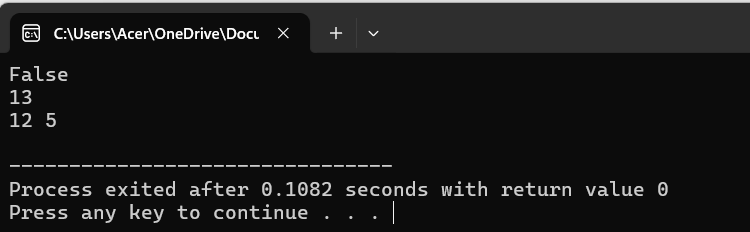 C:\Users\Acer\OneDrive\Docu
False
13
12 5
--------------------------------
Process exited after 0.1082 seconds with return value 0
Press any key to continue . . .